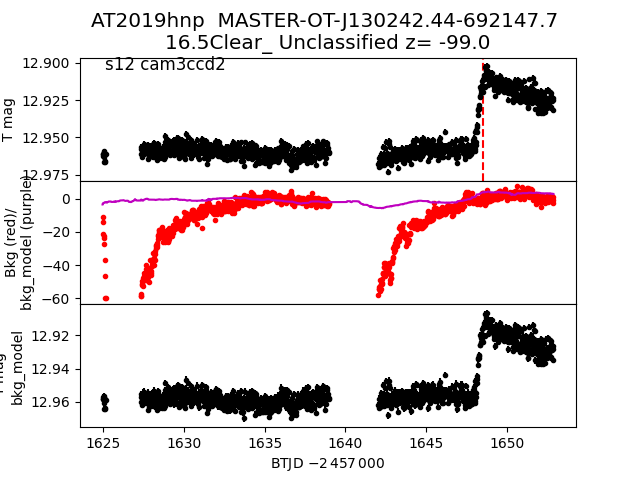 AT2019hnp MASTER-OT-J130242.44-692147.7
16.5Clear_ Unclassified z= -99.0
s12 cam3ccd2
12.900
12.925
12.950
12.975
T mag
0
−20
−40
−60
Bkg (red)/
bkg_model (purple)
12.92
12.94
12.96
mag
bkg_model
1625 1630 1635 1640 1645 1650
BTJD −2 457 000